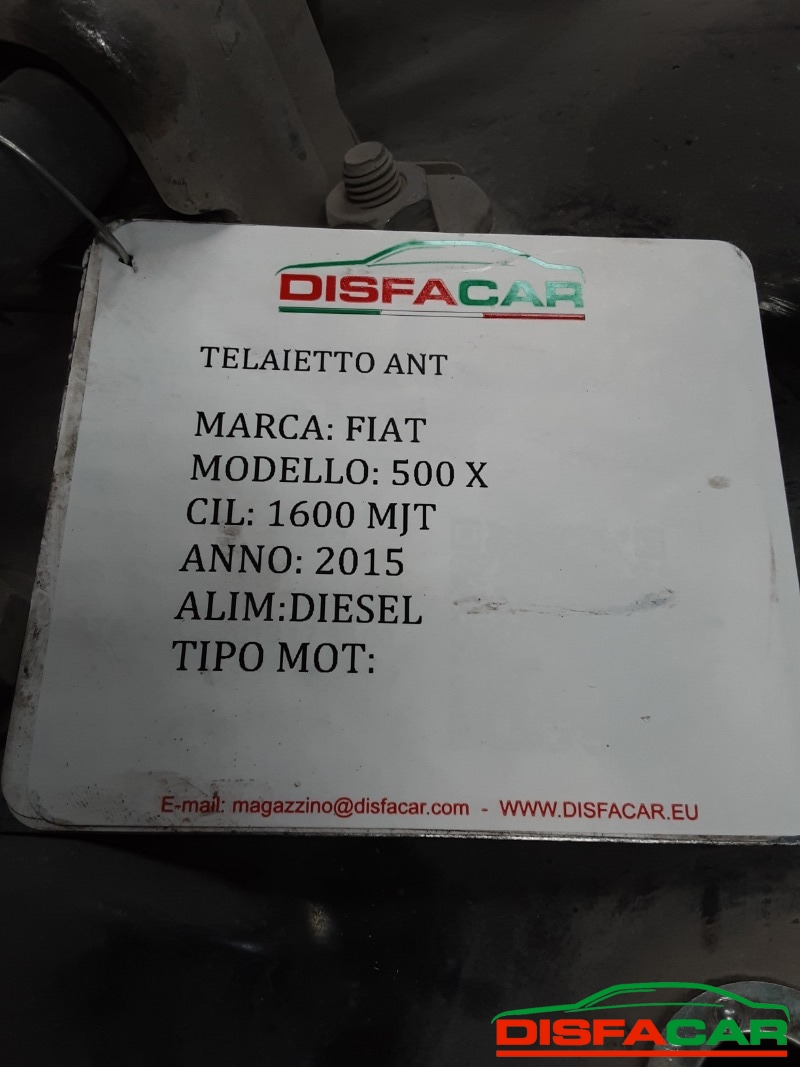 DISFACAR
TELAIETTO ANT
MARCA: FIAT
MODELLO: 500 X
CIL: 1600 MJT
ANNO: 2015
ALIM:DIESEL
TIPO MOT:
E-mail: magazzino@disfacar.com - WWW.DISFACAR.EU
DISFACAR